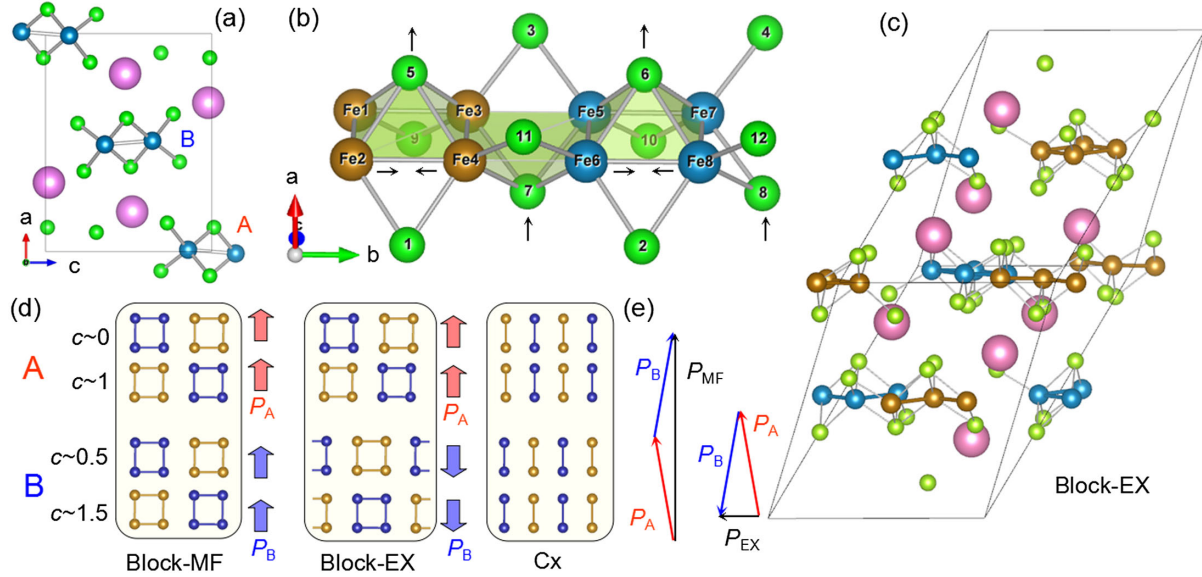 (a)
B
A
a
c
(b)
3
4
5
6
Fe1
Fe3
Fe5
Fe7
9
11
10
12
Fe2
Fe4
Fe6
Fe8
7
8
1
2
a
c
b
(c)
Block-EX
(d)
A
c~0
c~1
P_A
P_A
B
c~0.5
c~1.5
P_B
P_B
Block-MF
Block-EX
Cx
(e)
P_B
P_MF
P_A
P_B
P_A
P_EX